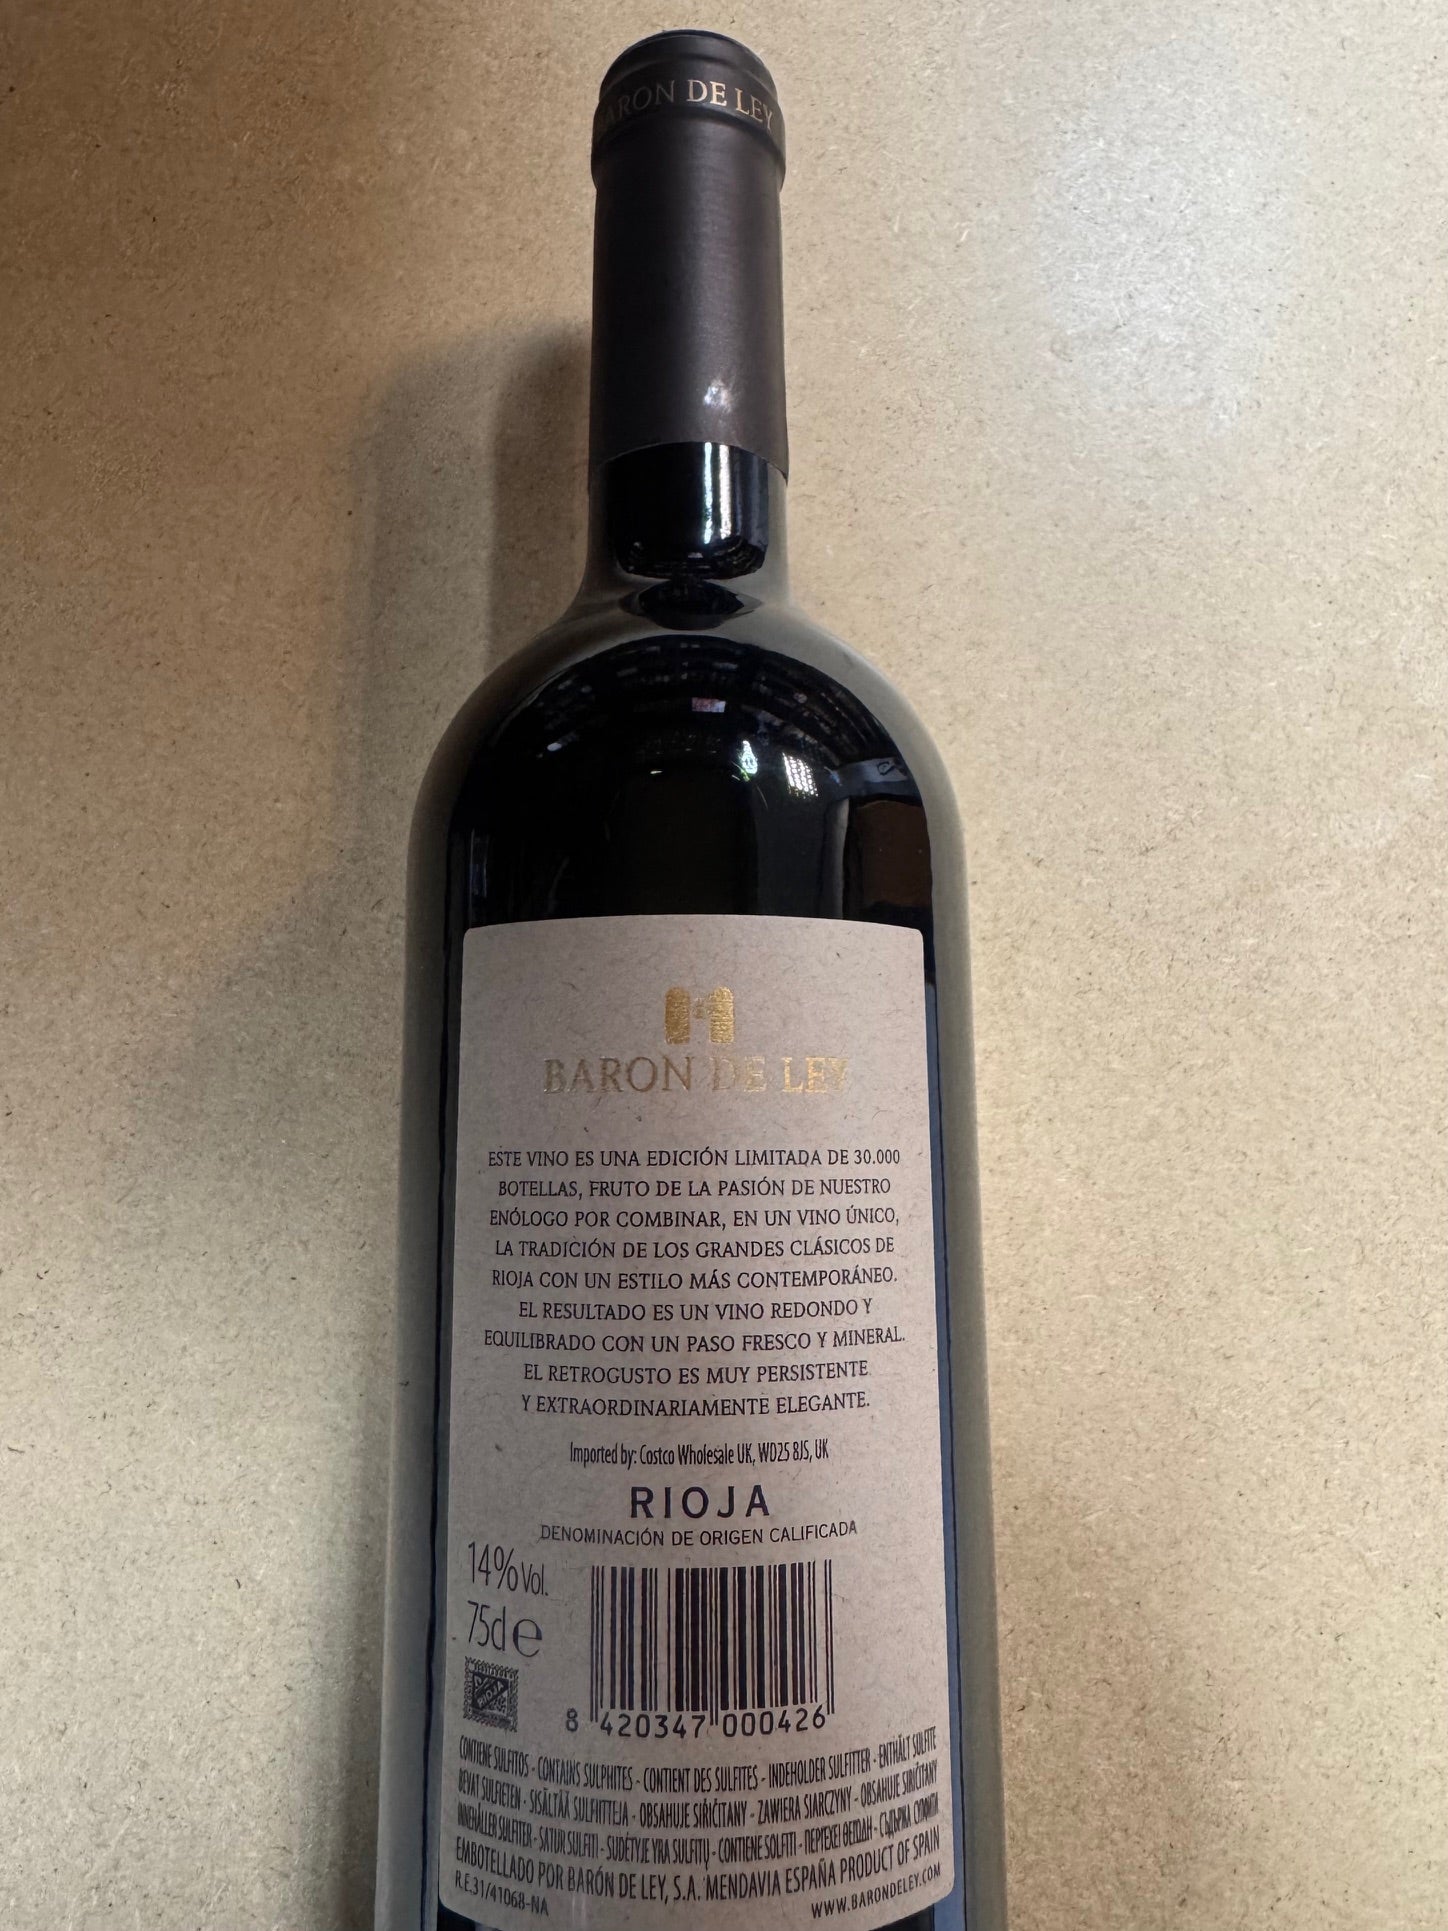 BARON DE LEY
BARON DE LEY
ESTE VINO ES UNA EDICIÓN LIMITADA DE 30.000
BOTELLAS, FRUTO DE LA PASIÓN DE NUESTRO
ENÓLOGO POR COMBINAR, EN UN VINO ÚNICO,
LA TRADICIÓN DE LOS GRANDES CLÁSICOS DE
RIOJA CON UN ESTILO MÁS CONTEMPORÁNEO.
EL RESULTADO ES UN VINO REDONDO Y
EQUILIBRADO CON UN PASO FRESCO Y MINERAL.
EL RETROGUSTO ES MUY PERSISTENTE
Y EXTRAORDINARIAMENTE ELEGANTE.
Imported by: Costco Wholesale UK, WD25 8JS, UK
RIOJA
DENOMINACIÓN DE ORIGEN CALIFICADA
14% Vol.
75cl e
RIOJA
8 420347 000426
CONTIENE SULFITOS - CONTAINS SULPHITES - CONTIENT DES SULFITES - INDEHOLDER SULFITTER - ENTHÄLT SULFITE
BEVAT SULFIETEN - SISÄLTÄÄ SULFIITTEJA - OBSAHUJE SIŘIČITANY - ZAWIERA SIARCZYNY - OBSAHUJE SIRIČITANY
INNEHÅLLER SULFITER - SATUR SULFITI - SUDĖTYJE YRA SULFITŲ - CONTIENE SOLFITI - ΠΕΡΙΕΧΕΙ ΘΕΙΩΔΗ - СЪДЪРЖА СУЛФИТИ
EMBOTELLADO POR BARÓN DE LEY, S.A. MENDAVIA ESPAÑA PRODUCT OF SPAIN
R.E.31/41068-NA
WWW.BARONDELEY.COM